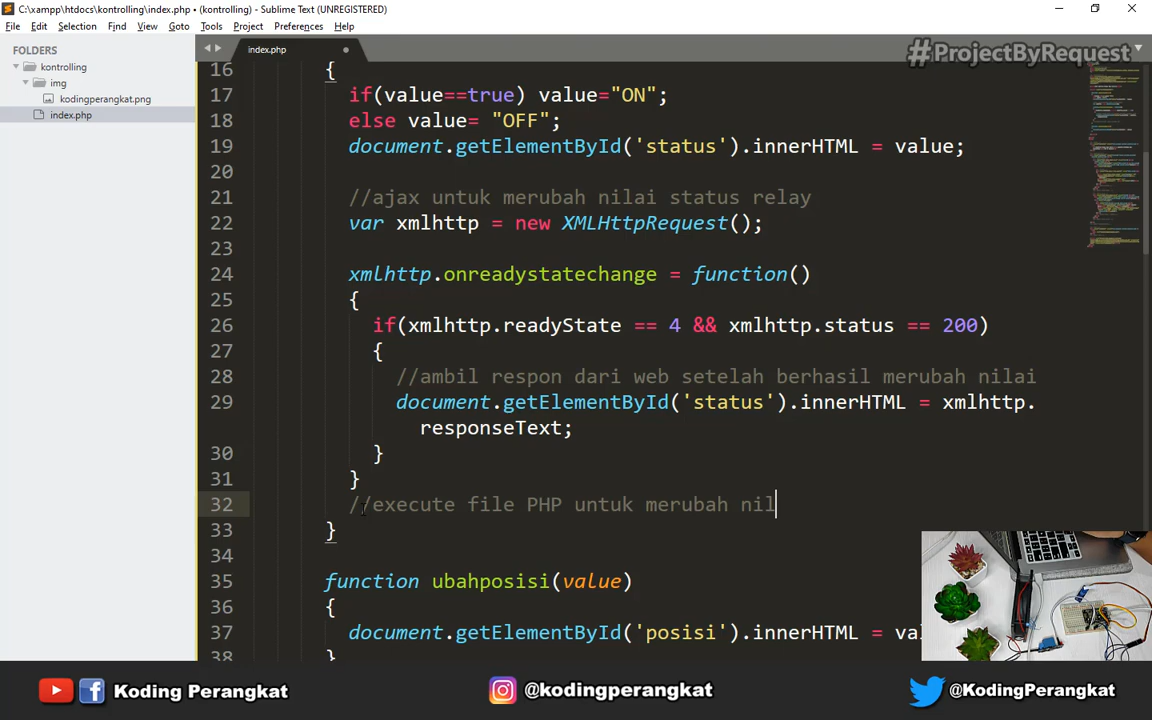 C:\xampp\htdocs\kontrolling\index.php • (kontrolling) - Sublime Text (UNREGISTERED)
File Edit Selection Find View Goto Tools Project Preferences Help
FOLDERS
kontrolling
img
kodingperangkat.png
index.php
index.php
#ProjectByRequest
16 {
17 if(value==true) value="ON";
18 else value= "OFF";
19 document.getElementById('status').innerHTML = value;
20
21 //ajax untuk merubah nilai status relay
22 var xmlhttp = new XMLHttpRequest();
23
24 xmlhttp.onreadystatechange = function()
25 {
26 if(xmlhttp.readyState == 4 && xmlhttp.status == 200)
27 {
28 //ambil respon dari web setelah berhasil merubah nilai
29 document.getElementById('status').innerHTML = xmlhttp.
responseText;
30 }
31 }
32 //execute file PHP untuk merubah nil
33 }
34
35 function ubahposisi(value)
36 {
37 document.getElementById('posisi').innerHTML = va
38 }
Koding Perangkat
@kodingperangkat
@KodingPerangkat